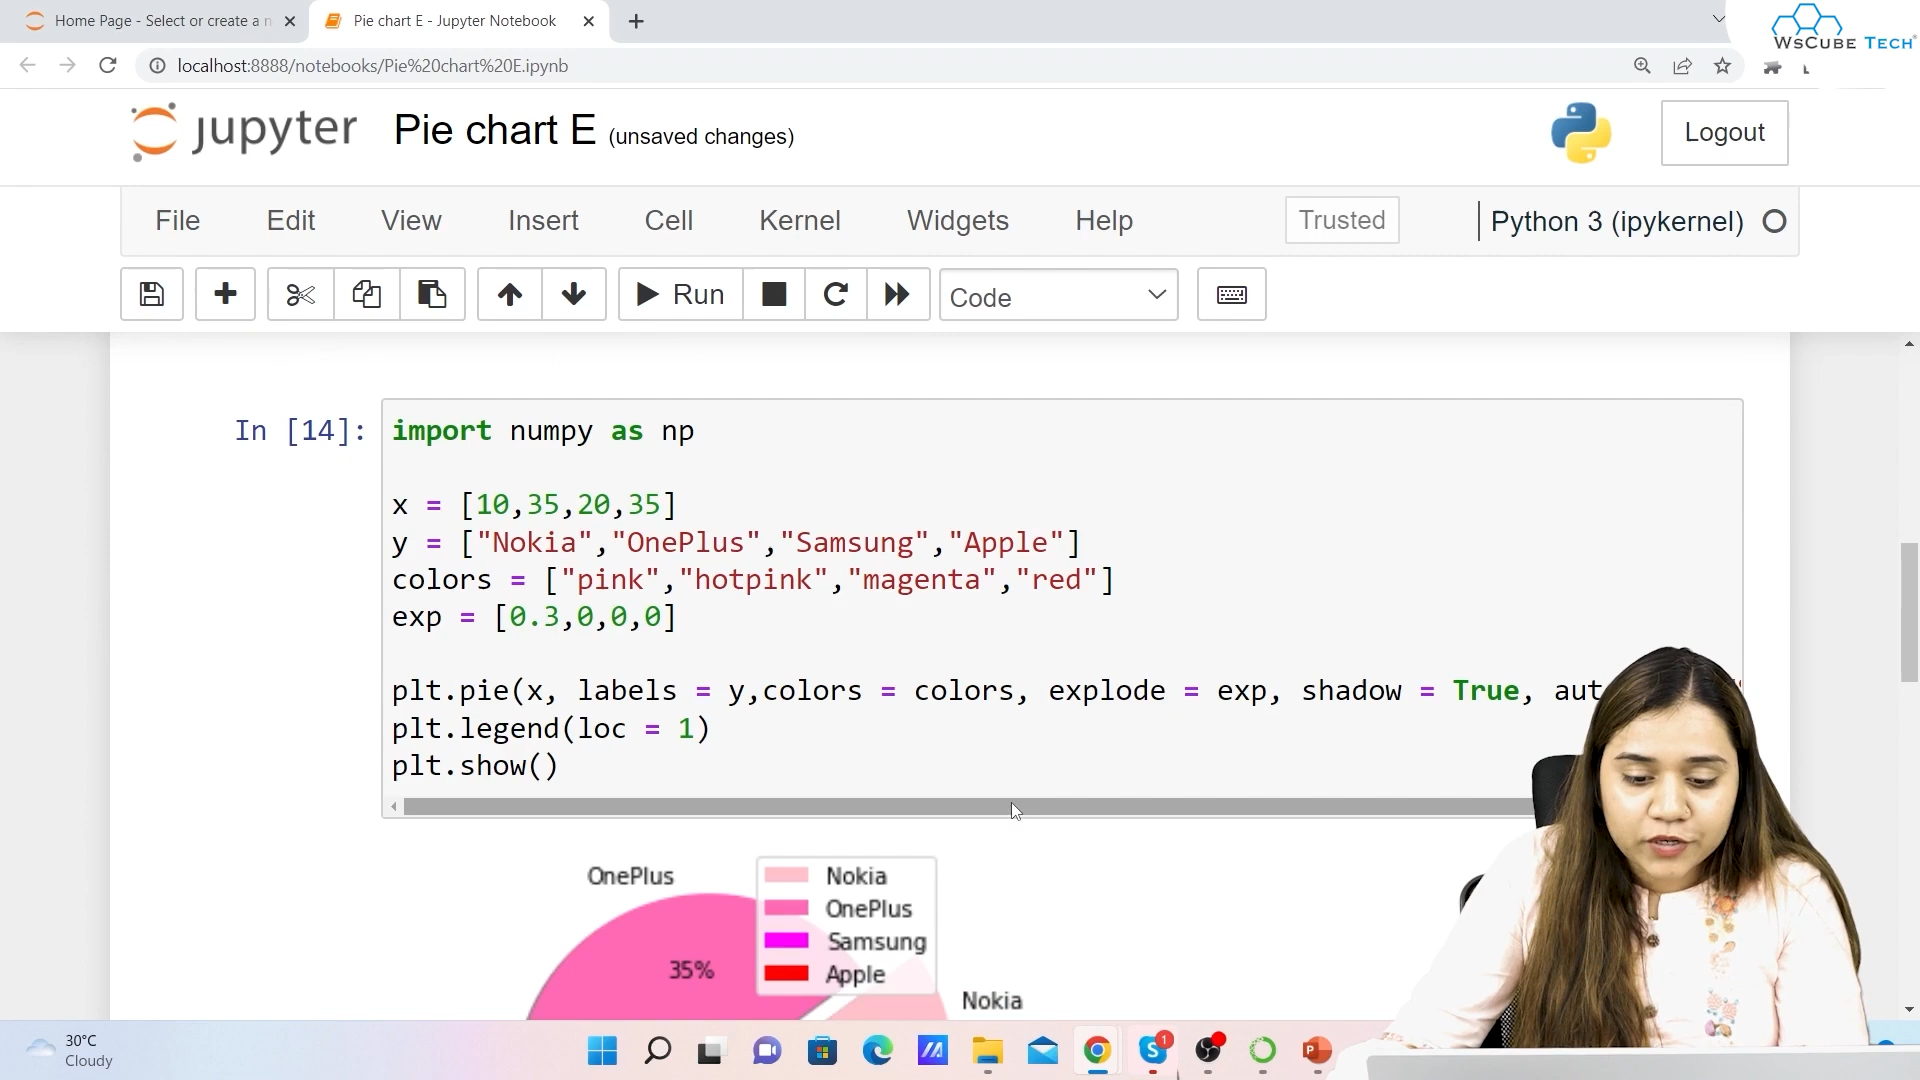 Home Page - Select or create a n
Pie chart E - Jupyter Notebook
WsCube Tech
localhost:8888/notebooks/Pie%20chart%20E.ipynb
jupyter Pie chart E (unsaved changes)
Logout
File Edit View Insert Cell Kernel Widgets Help Trusted Python 3 (ipykernel)
Run Code
In [14]: import numpy as np
x = [10,35,20,35]
y = ["Nokia","OnePlus","Samsung","Apple"]
colors = ["pink","hotpink","magenta","red"]
exp = [0.3,0,0,0]
plt.pie(x, labels = y,colors = colors, explode = exp, shadow = True, aut
plt.legend(loc = 1)
plt.show()
OnePlus
Nokia
OnePlus
Samsung
Apple
35%
Nokia
30°C
Cloudy
1